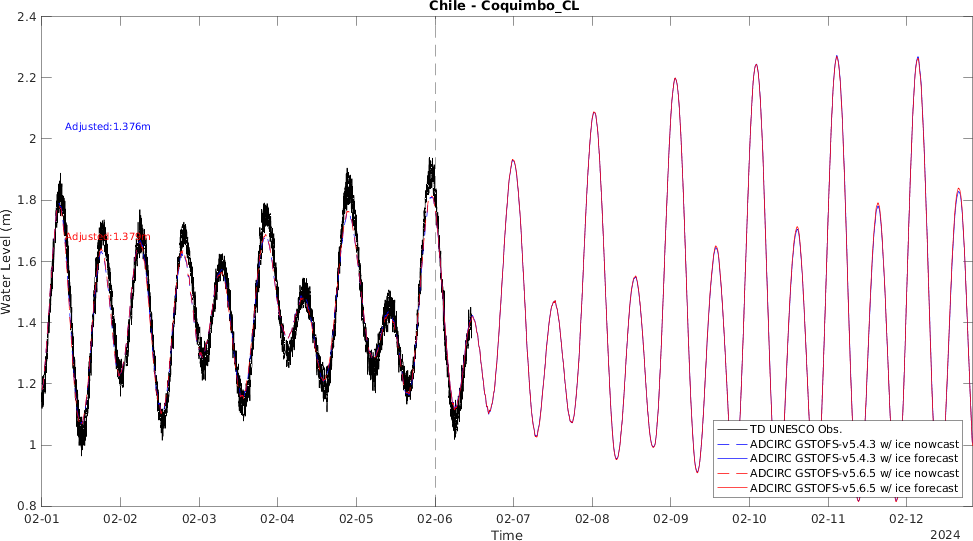 Chile - Coquimbo_CL
2.4
2.2
2
1.8
1.6
1.4
1.2
1
0.8
Water Level (m)
Adjusted:1.376m
Adjusted:1.379m
TD UNESCO Obs.
ADCIRC GSTOFS-v5.4.3 w/ ice nowcast
ADCIRC GSTOFS-v5.4.3 w/ ice forecast
ADCIRC GSTOFS-v5.6.5 w/ ice nowcast
ADCIRC GSTOFS-v5.6.5 w/ ice forecast
02-01 02-02 02-03 02-04 02-05 02-06 02-07 02-08 02-09 02-10 02-11 02-12
Time
2024